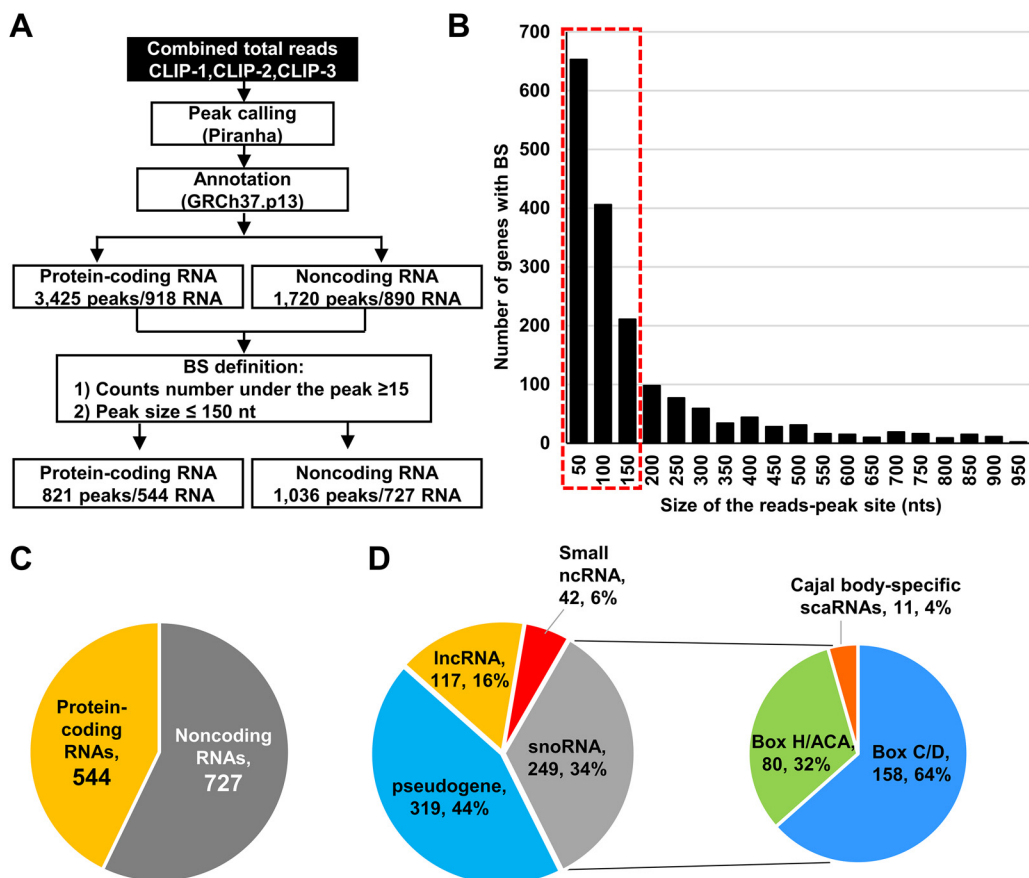 A
Combined total reads
CLIP-1,CLIP-2,CLIP-3
Peak calling
(Piranha)
Annotation
(GRCh37.p13)
Protein-coding RNA
3,425 peaks/918 RNA
Noncoding RNA
1,720 peaks/890 RNA
BS definition:
1) Counts number under the peak ≥15
2) Peak size ≤ 150 nt
Protein-coding RNA
821 peaks/544 RNA
Noncoding RNA
1,036 peaks/727 RNA
B
Number of genes with BS
700
600
500
400
300
200
100
0
50
100
150
200
250
300
350
400
450
500
550
600
650
700
750
800
850
900
950
Size of the reads-peak site (nts)
C
Protein-
coding
RNAs,
544
Noncoding
RNAs,
727
D
Small
ncRNA,
42, 6%
lncRNA,
117, 16%
snoRNA,
249, 34%
pseudogene,
319, 44%
Cajal body-specific
scaRNAs, 11, 4%
Box H/ACA,
80, 32%
Box C/D,
158, 64%